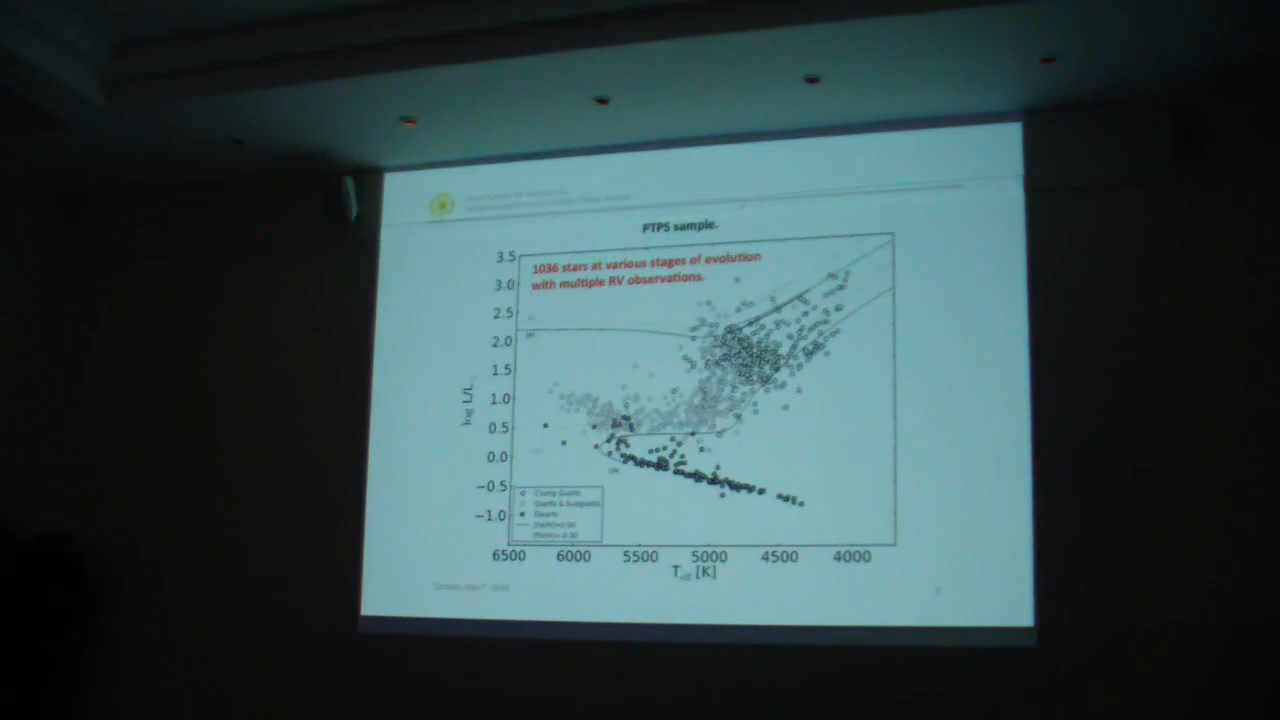 PTPS sample.
1036 stars at various stages of evolution
with multiple RV observations.
3.5
3.0
2.5
2.0
1.5
1.0
0.5
0.0
−0.5
−1.0
log L/L
Clump Giants
Giants & Subgiants
Dwarfs
6500 6000 5500 5000 4500 4000
T eff [K]